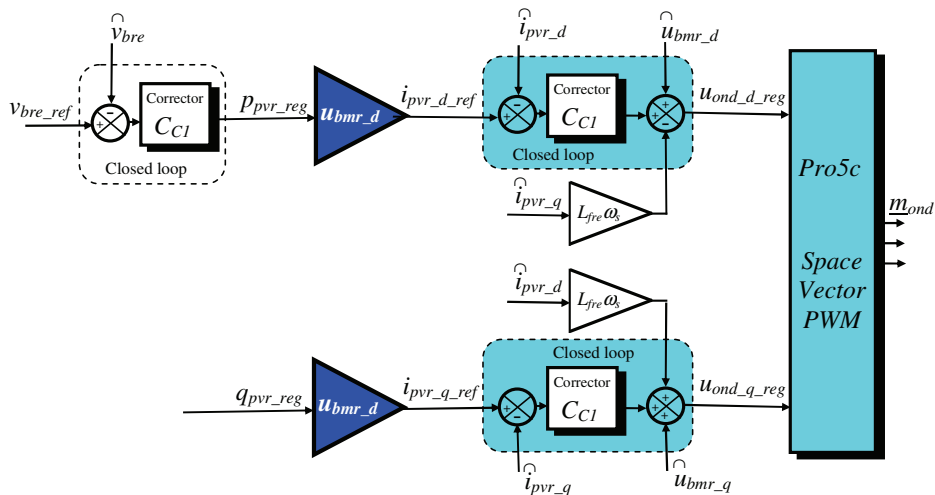 v_bre
i_pvr_d
u_bmr_d
v_bre_ref
Corrector
C_C1
Closed loop
p_pvr_reg
u_bmr_d
i_pvr_d_ref
Corrector
C_C1
Closed loop
u_ond_d_reg
i_pvr_q
L_fre ω_s
Pro5c
Space
Vector
PWM
m_ond
i_pvr_d
L_fre ω_s
q_pvr_reg
u_bmr_d
i_pvr_q_ref
Closed loop
Corrector
C_C1
u_ond_q_reg
i_pvr_q
u_bmr_q